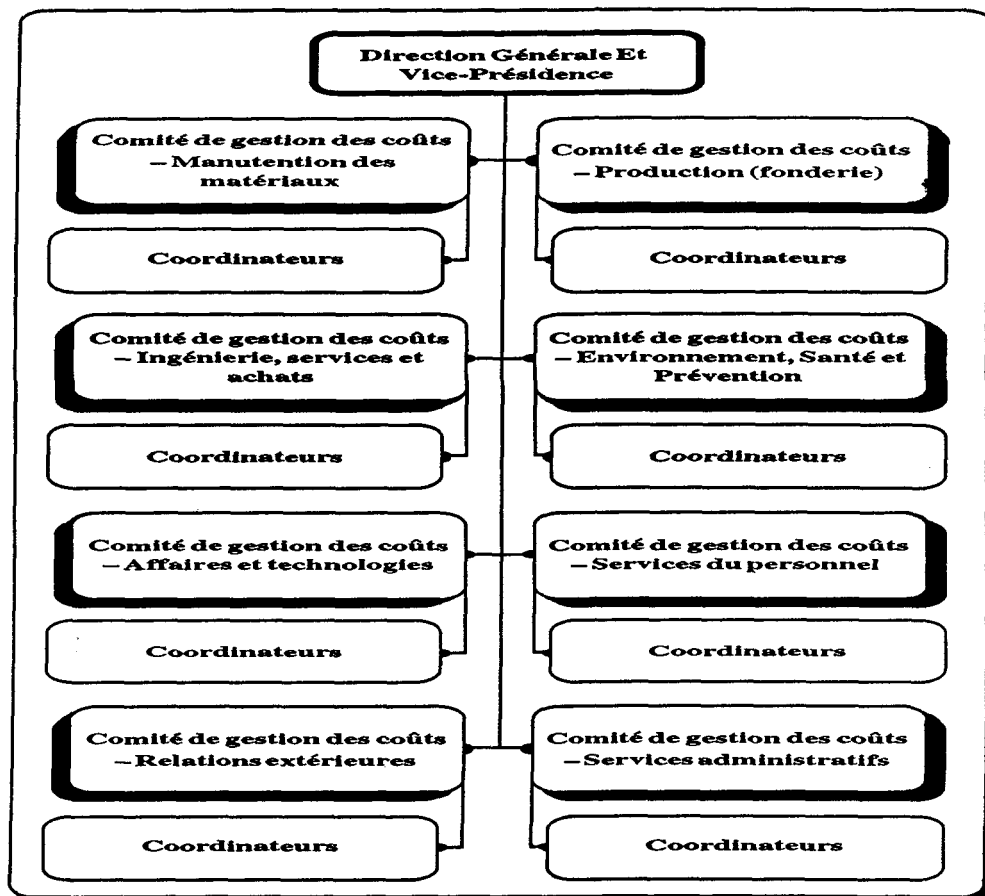 Direction Générale Et
Vice-Présidence
Comité de gestion des coûts
– Manutention des
matériaux
Comité de gestion des coûts
– Production (fonderie)
Coordinateurs
Coordinateurs
Comité de gestion des coûts
– Ingénierie, services et
achats
Comité de gestion des coûts
– Environnement, Santé et
Prévention
Coordinateurs
Coordinateurs
Comité de gestion des coûts
– Affaires et technologies
Comité de gestion des coûts
– Services du personnel
Coordinateurs
Coordinateurs
Comité de gestion des coûts
– Relations extérieures
Comité de gestion des coûts
– Services administratifs
Coordinateurs
Coordinateurs